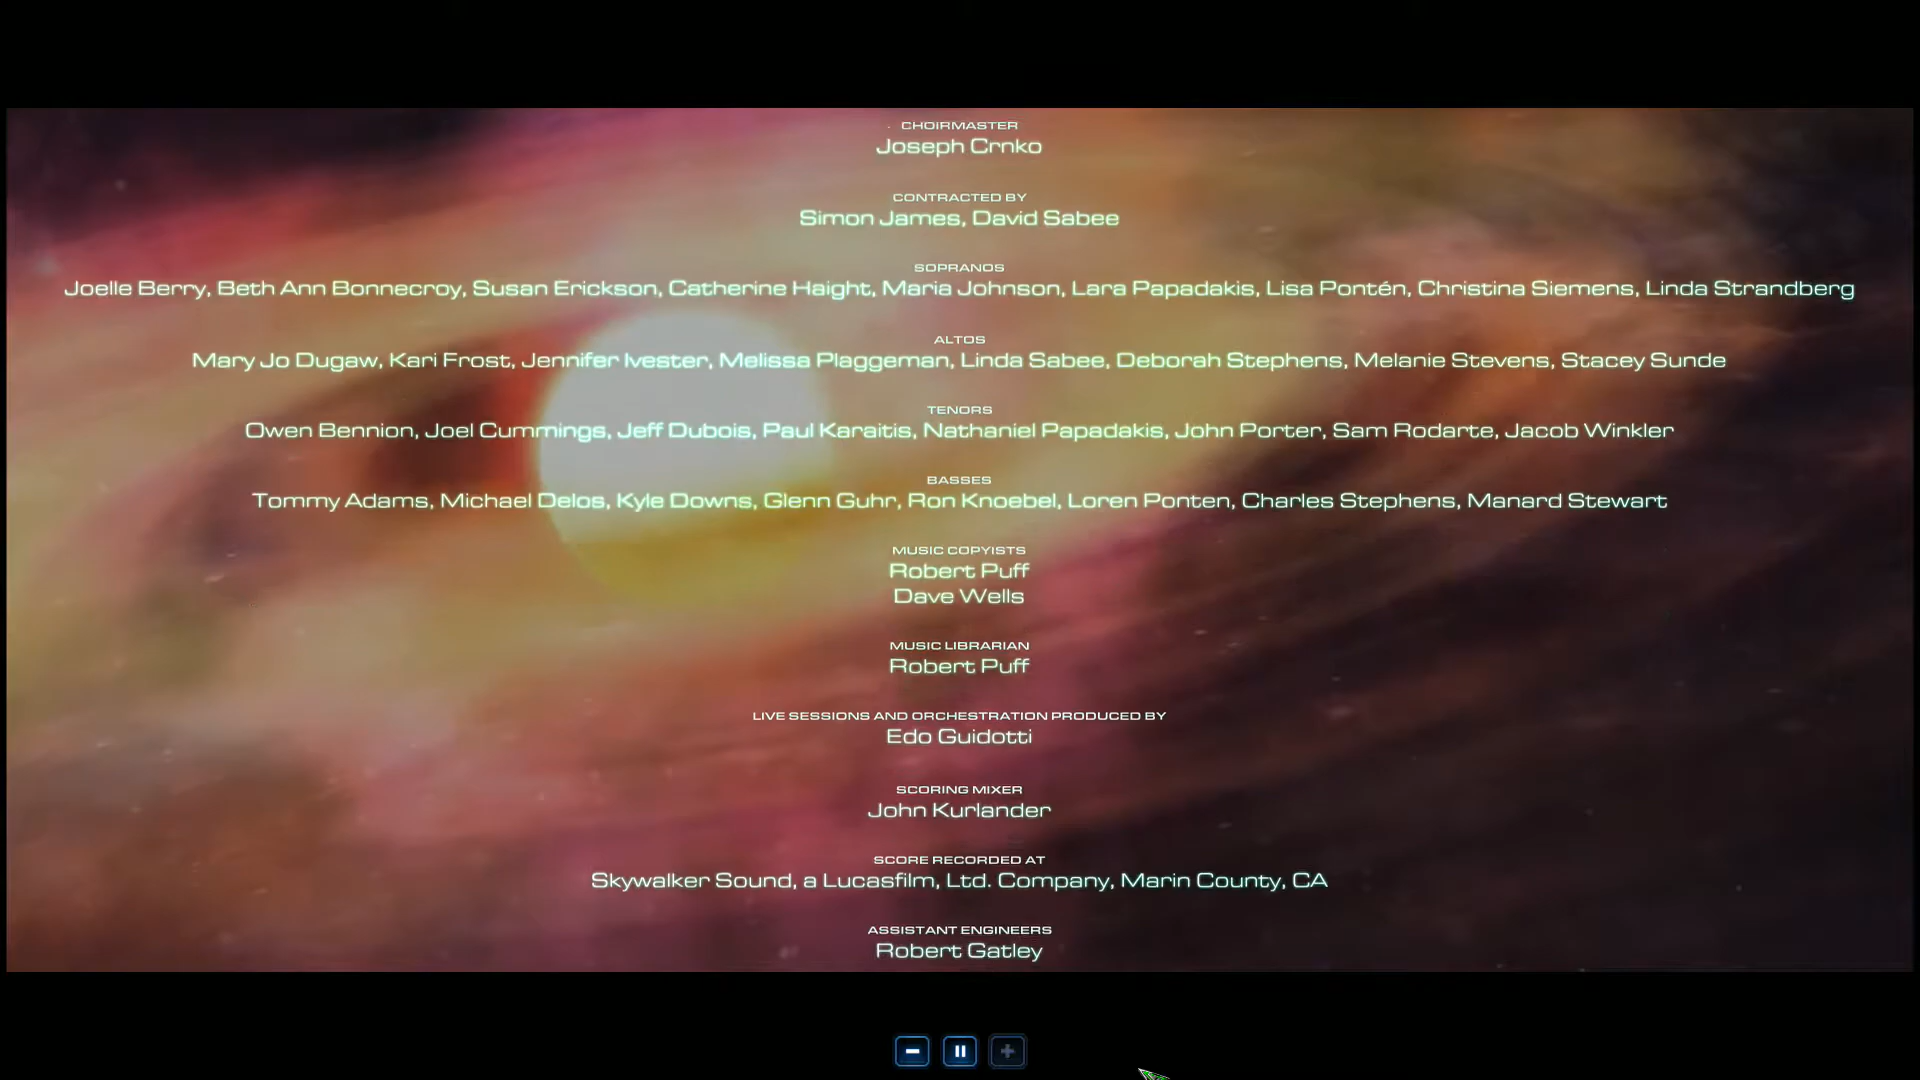 CHOIRMASTER
Joseph Crnko
CONTRACTED BY
Simon James, David Sabee
SOPRANOS
Joelle Berry, Beth Ann Bonnecroy, Susan Erickson, Catherine Haight, Maria Johnson, Lara Papadakis, Lisa Pontén, Christina Siemens, Linda Strandberg
ALTOS
Mary Jo Dugaw, Kari Frost, Jennifer Ivester, Melissa Plaggeman, Linda Sabee, Deborah Stephens, Melanie Stevens, Stacey Sunde
TENORS
Owen Bennion, Joel Cummings, Jeff Dubois, Paul Karaitis, Nathaniel Papadakis, John Porter, Sam Rodarte, Jacob Winkler
BASSES
Tommy Adams, Michael Delos, Kyle Downs, Glenn Guhr, Ron Knoebel, Loren Ponten, Charles Stephens, Manard Stewart
MUSIC COPYISTS
Robert Puff
Dave Wells
MUSIC LIBRARIAN
Robert Puff
LIVE SESSIONS AND ORCHESTRATION PRODUCED BY
Edo Guidotti
SCORING MIXER
John Kurlander
SCORE RECORDED AT
Skywalker Sound, a Lucasfilm, Ltd. Company, Marin County, CA
ASSISTANT ENGINEERS
Robert Gatley